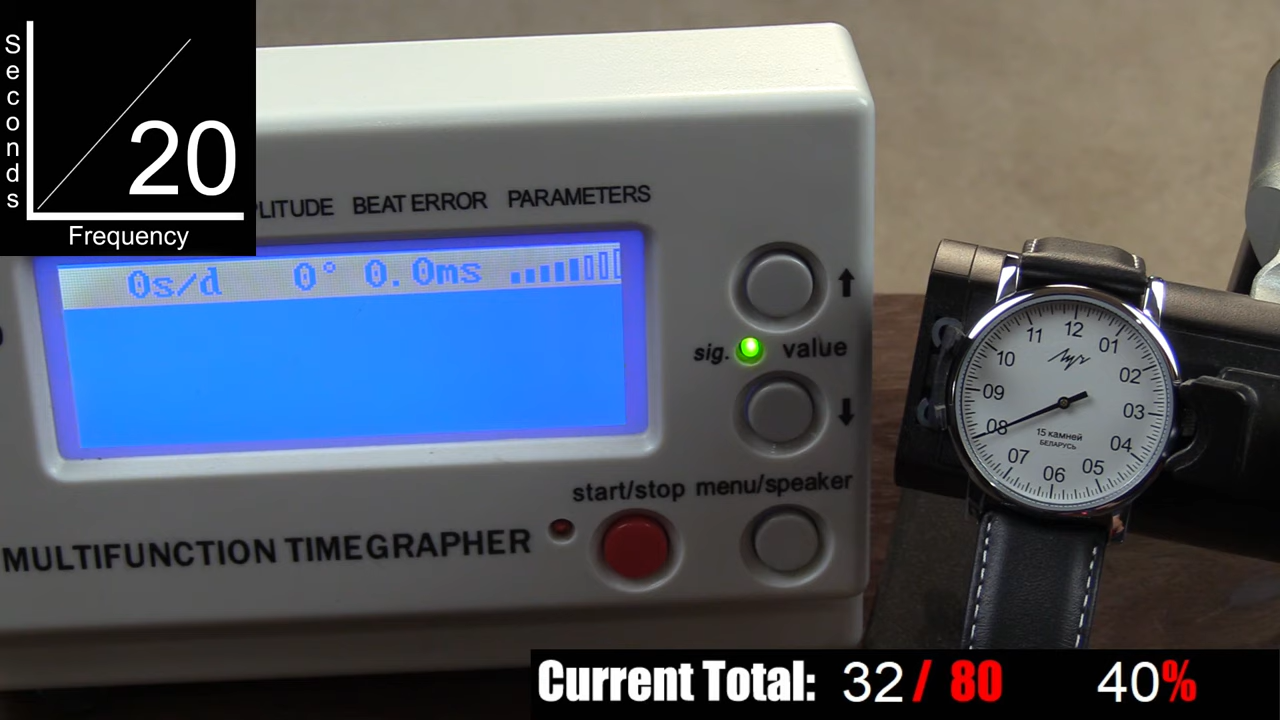 Seconds
20
Frequency
PLITUDE BEAT ERROR PARAMETERS
0s/d 0° 0.0ms
sig. value
start/stop menu/speaker
MULTIFUNCTION TIMEGRAPHER
12
01
02
03
04
05
06
07
08
09
10
11
Луч
15 камней
БЕЛАРУСЬ
Current Total: 32 / 80 40%